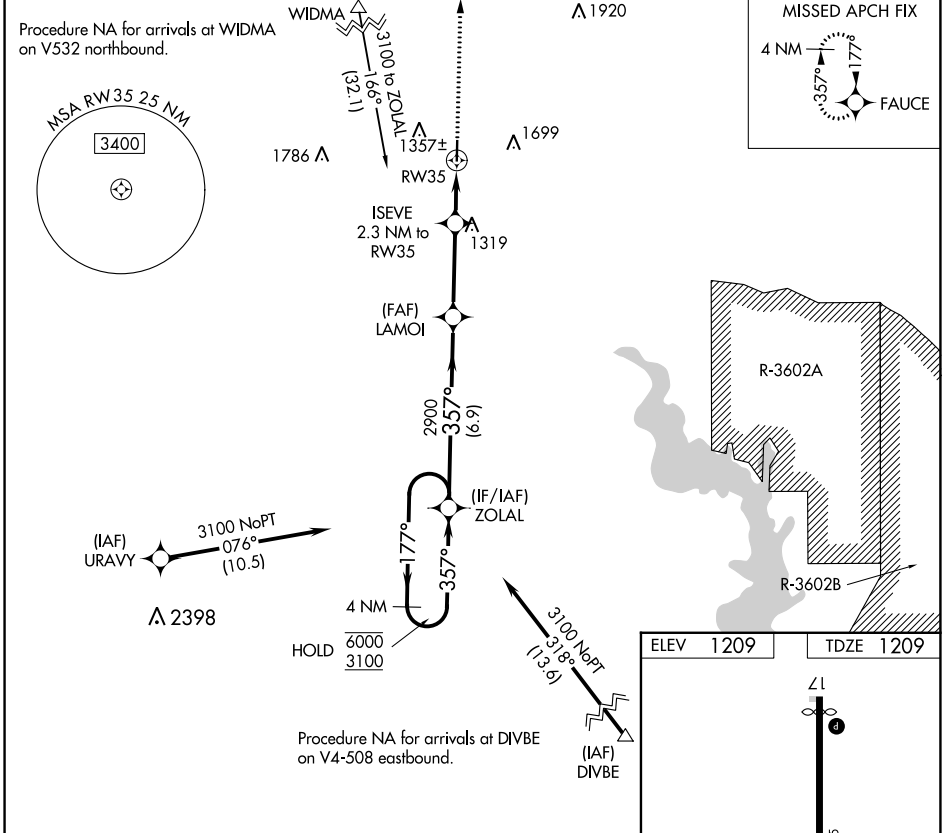 Procedure NA for arrivals at WIDMA
on V532 northbound.
WIDMA
3100 to ZOLAL
166°
(32.1)
1920
MISSED APCH FIX
4 NM
357°
177°
FAUCE
MSA RW35 25 NM
3400
1786
1357±
1699
RW35
ISEVE
2.3 NM to
RW35
1319
(FAF)
LAMOI
R-3602A
2900
357°
(6.9)
(IF/IAF)
ZOLAL
(IAF)
URAVY
3100 NoPT
076°
(10.5)
177°
357°
2398
4 NM
HOLD
6000
3100
R-3602B
3100 NoPT
318°
(13.6)
(IAF)
DIVBE
Procedure NA for arrivals at DIVBE
on V4-508 eastbound.
ELEV 1209
TDZE 1209
17
P